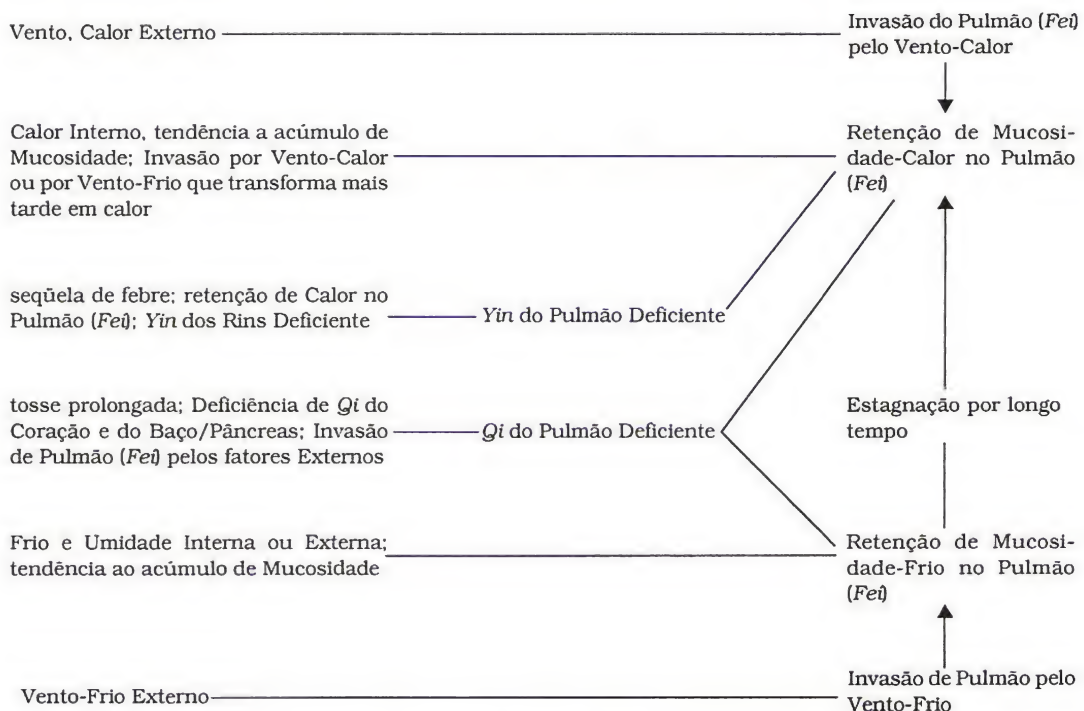 Vento, Calor Externo
Invasão do Pulmão (Fei)
pelo Vento-Calor
Calor Interno, tendência a acúmulo de
Mucosidade; Invasão por Vento-Calor
ou por Vento-Frio que transforma mais
tarde em calor
Retenção de Mucosi-
dade-Calor no Pulmão
(Fei)
seqüela de febre; retenção de Calor no
Pulmão (Fei); Yin dos Rins Deficiente
Yin do Pulmão Deficiente
tosse prolongada; Deficiência de Qi do
Coração e do Baço/Pâncreas; Invasão
de Pulmão (Fei) pelos fatores Externos
Qi do Pulmão Deficiente
Estagnação por longo
tempo
Frio e Umidade Interna ou Externa;
tendência ao acúmulo de Mucosidade
Retenção de Mucosi-
dade-Frio no Pulmão
(Fei)
Vento-Frio Externo
Invasão de Pulmão pelo
Vento-Frio